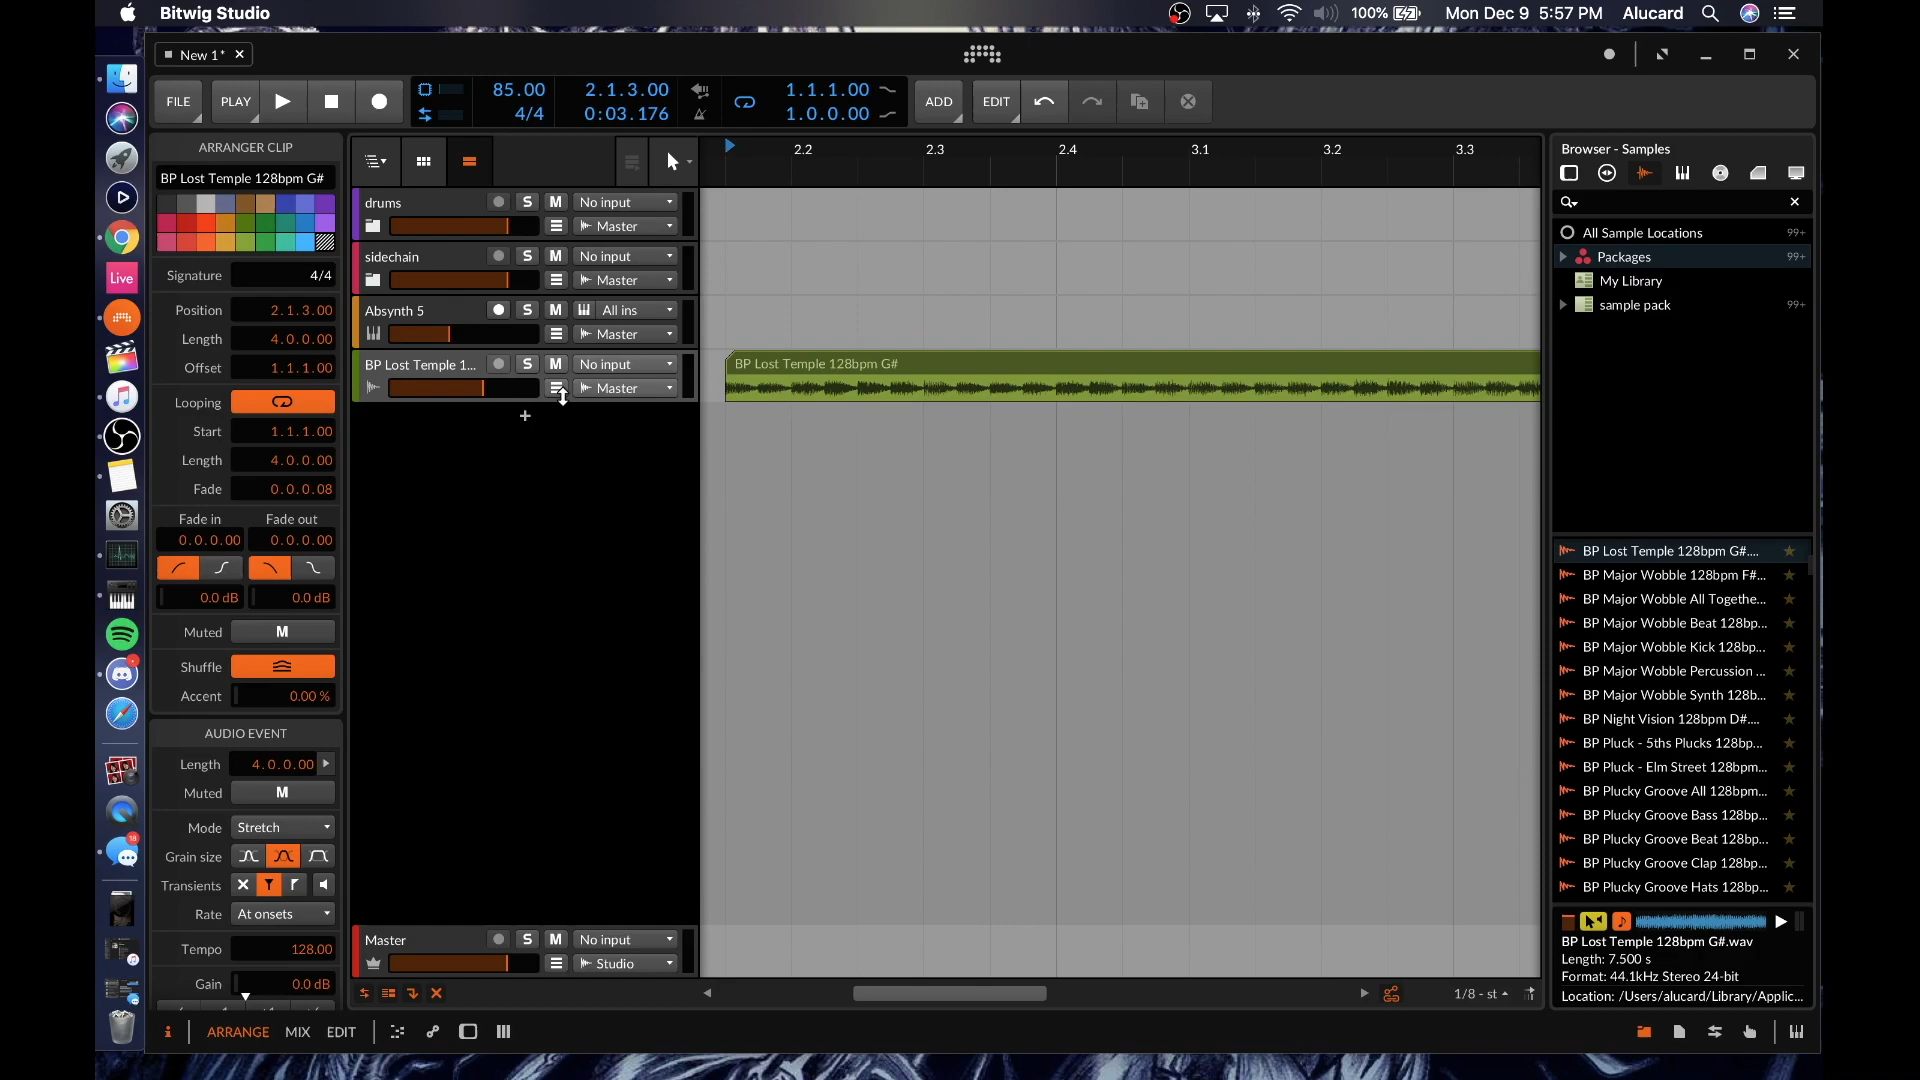 Bitwig Studio
100%
Mon Dec 9 5:57 PM
Alucard
New 1*
FILE
PLAY
85.00
4/4
2.1.3.00
0:03.176
1.1.1.00
1.0.0.00
ADD
EDIT
ARRANGER CLIP
BP Lost Temple 128bpm G#
Signature 4/4
Position 2.1.3.00
Length 4.0.0.00
Offset 1.1.1.00
Looping
Start 1.1.1.00
Length 4.0.0.00
Fade 0.0.0.08
Fade in Fade out
0.0.0.00 0.0.0.00
0.0 dB 0.0 dB
Muted M
Shuffle
Accent 0.00 %
AUDIO EVENT
Length 4.0.0.00
Muted M
Mode Stretch
Grain size
Transients
Rate At onsets
Tempo 128.00
Gain 0.0 dB
2.2 2.3 2.4 3.1 3.2 3.3
drums S M No input
Master
sidechain S M No input
Master
Absynth 5 S M All ins
Master
BP Lost Temple 1... S M No input
Master
BP Lost Temple 128bpm G#
Master S M No input
Studio
1/8 - st
ARRANGE MIX EDIT
Browser - Samples
All Sample Locations 99+
Packages 99+
My Library
sample pack 99+
BP Lost Temple 128bpm G#....
BP Major Wobble 128bpm F#...
BP Major Wobble All Togethe...
BP Major Wobble Beat 128bp...
BP Major Wobble Kick 128bp...
BP Major Wobble Percussion ...
BP Major Wobble Synth 128b...
BP Night Vision 128bpm D#....
BP Pluck - 5ths Plucks 128bp...
BP Pluck - Elm Street 128bpm...
BP Plucky Groove All 128bpm...
BP Plucky Groove Bass 128bp...
BP Plucky Groove Beat 128bp...
BP Plucky Groove Clap 128bp...
BP Plucky Groove Hats 128bp...
BP Lost Temple 128bpm G#.wav
Length: 7.500 s
Format: 44.1kHz Stereo 24-bit
Location: /Users/alucard/Library/Applic...
Live
18